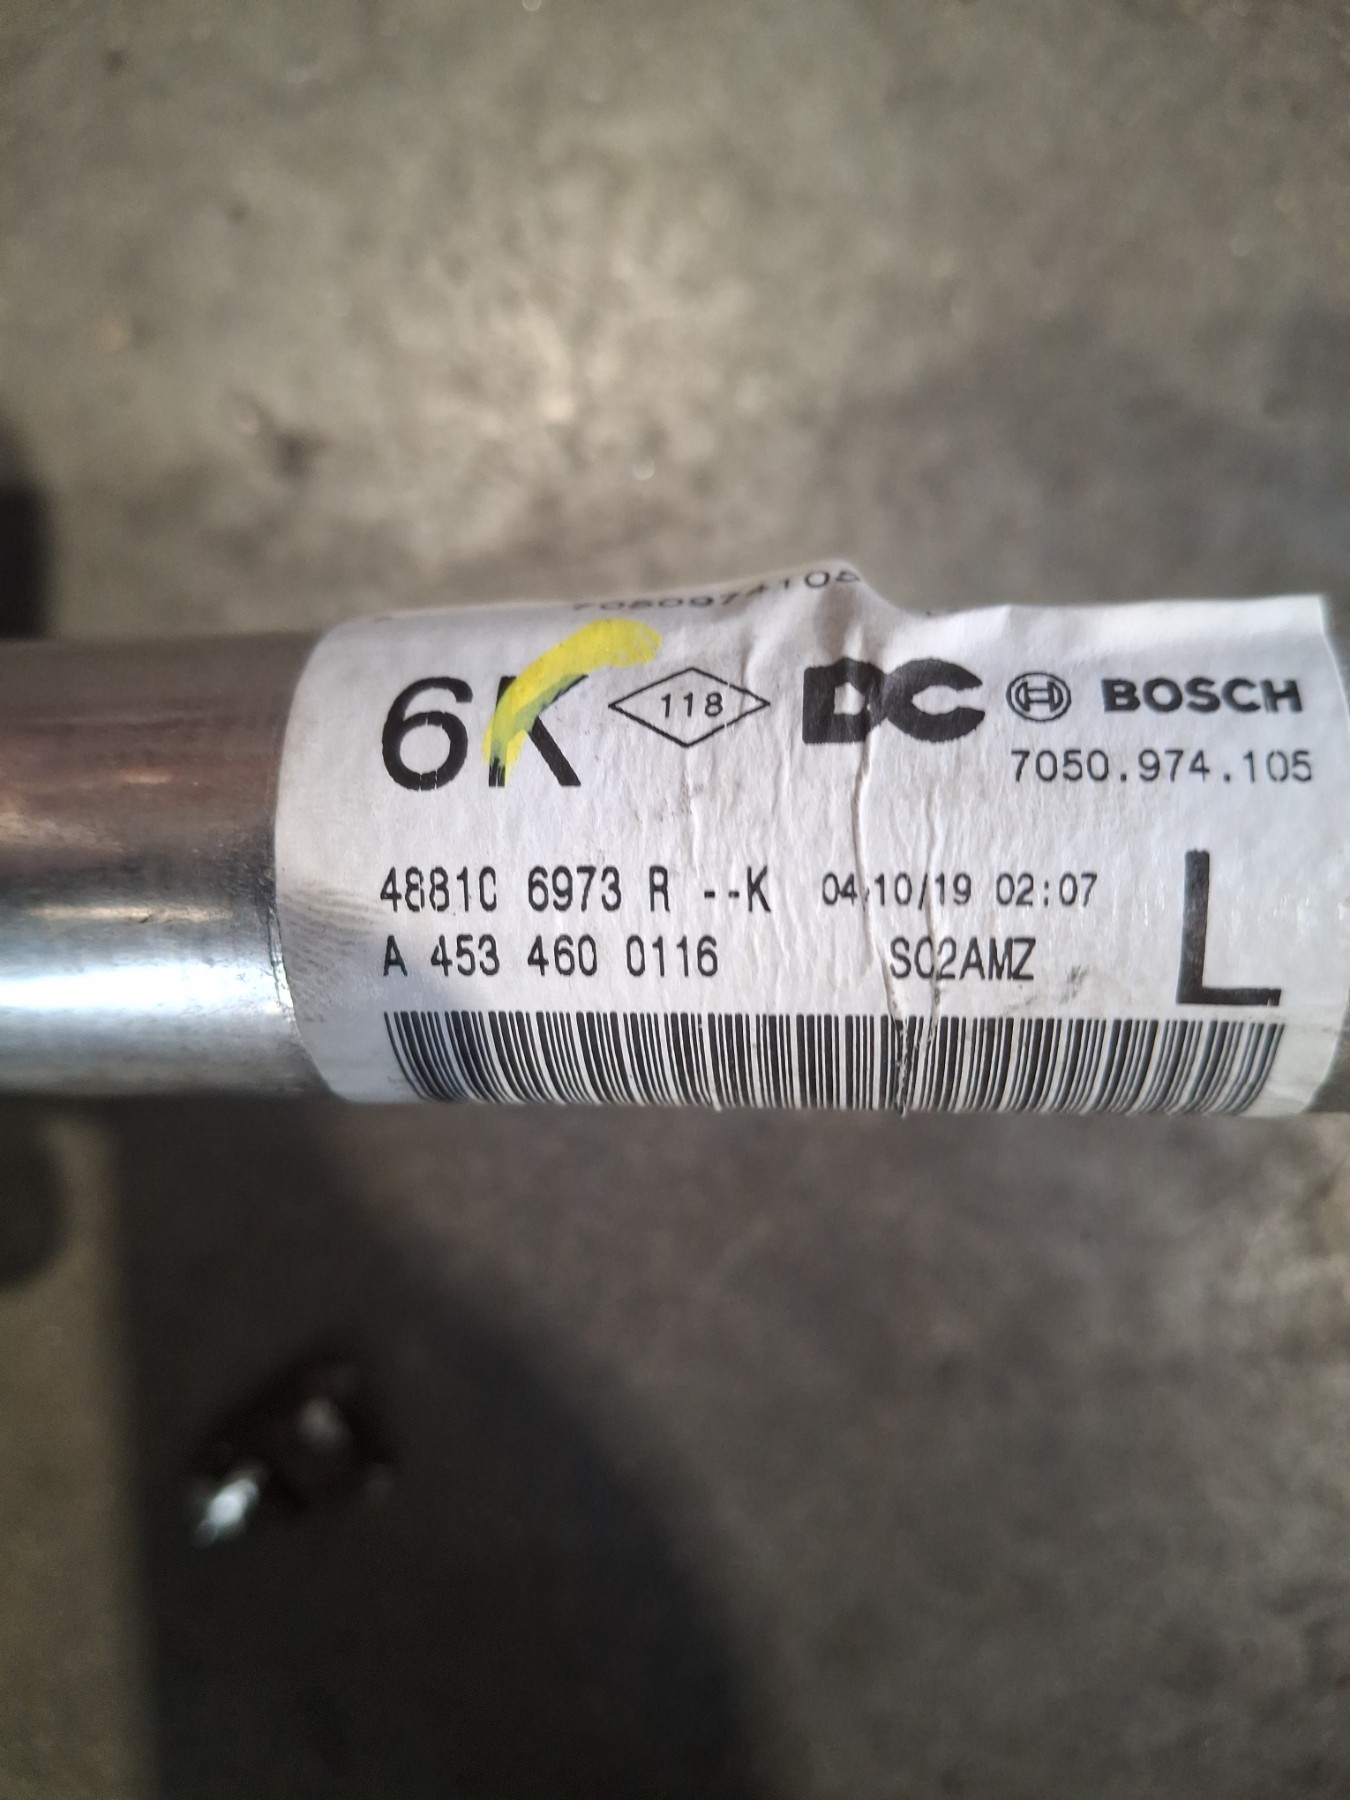 6K 118 DC BOSCH
7050.974.105
48810 6973 R --K 04/10/19 02:07
A 453 460 0116 SC2AMZ L